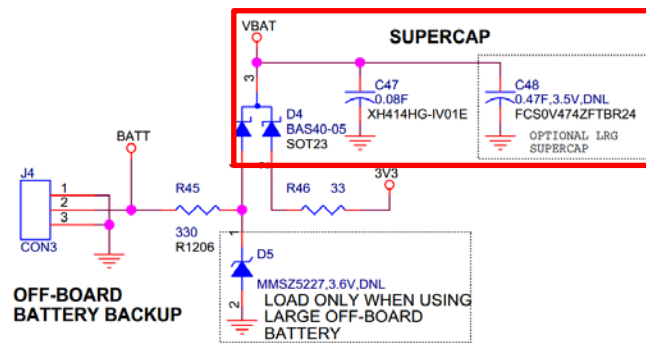 VBAT
SUPERCAP
3
C47
0.08F
XH414HG-IV01E
C48
0.47F,3.5V,DNL
FCS0V474ZFTBR24
OPTIONAL LRG
SUPERCAP
D4
BAS40-05
SOT23
BATT
J4
1
2
3
CON3
R45
330
R1206
R46 33
3V3
1
D5
MMSZ5227,3.6V,DNL
2
LOAD ONLY WHEN USING
LARGE OFF-BOARD
BATTERY
OFF-BOARD
BATTERY BACKUP